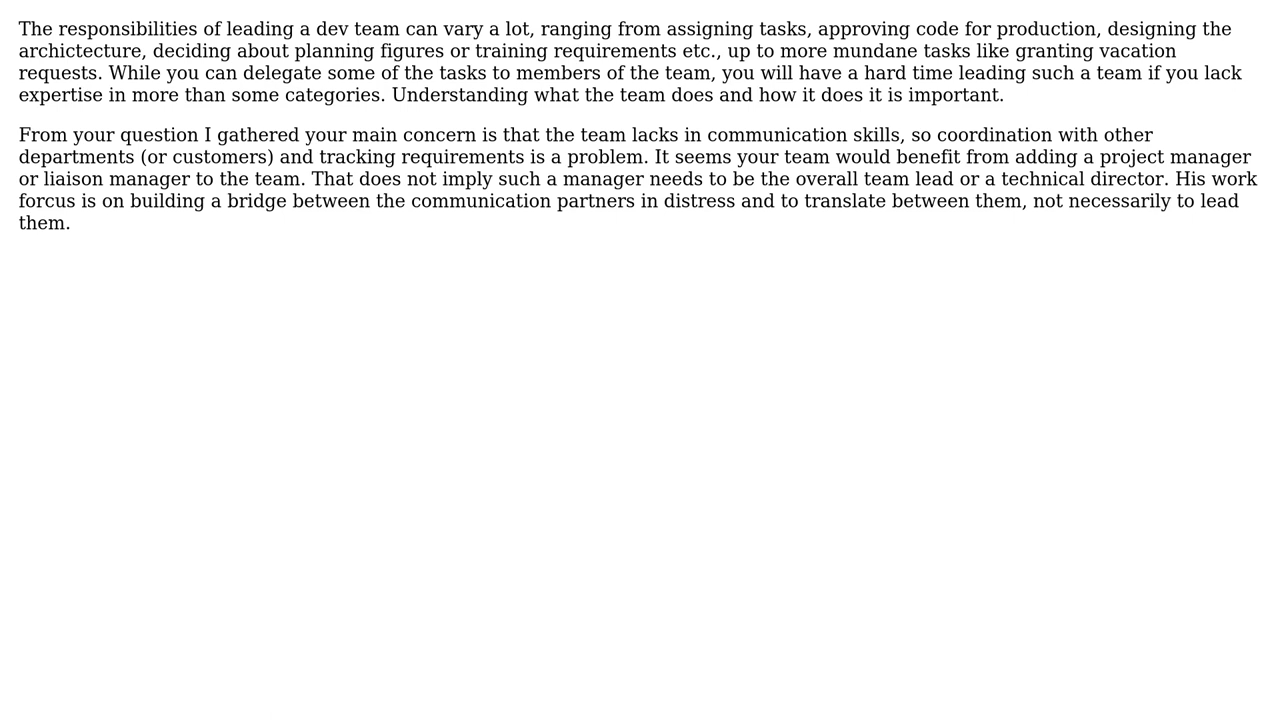 The responsibilities of leading a dev team can vary a lot, ranging from assigning tasks, approving code for production, designing the
archictecture, deciding about planning figures or training requirements etc., up to more mundane tasks like granting vacation
requests. While you can delegate some of the tasks to members of the team, you will have a hard time leading such a team if you lack
expertise in more than some categories. Understanding what the team does and how it does it is important.
From your question I gathered your main concern is that the team lacks in communication skills, so coordination with other
departments (or customers) and tracking requirements is a problem. It seems your team would benefit from adding a project manager
or liaison manager to the team. That does not imply such a manager needs to be the overall team lead or a technical director. His work
forcus is on building a bridge between the communication partners in distress and to translate between them, not necessarily to lead
them.